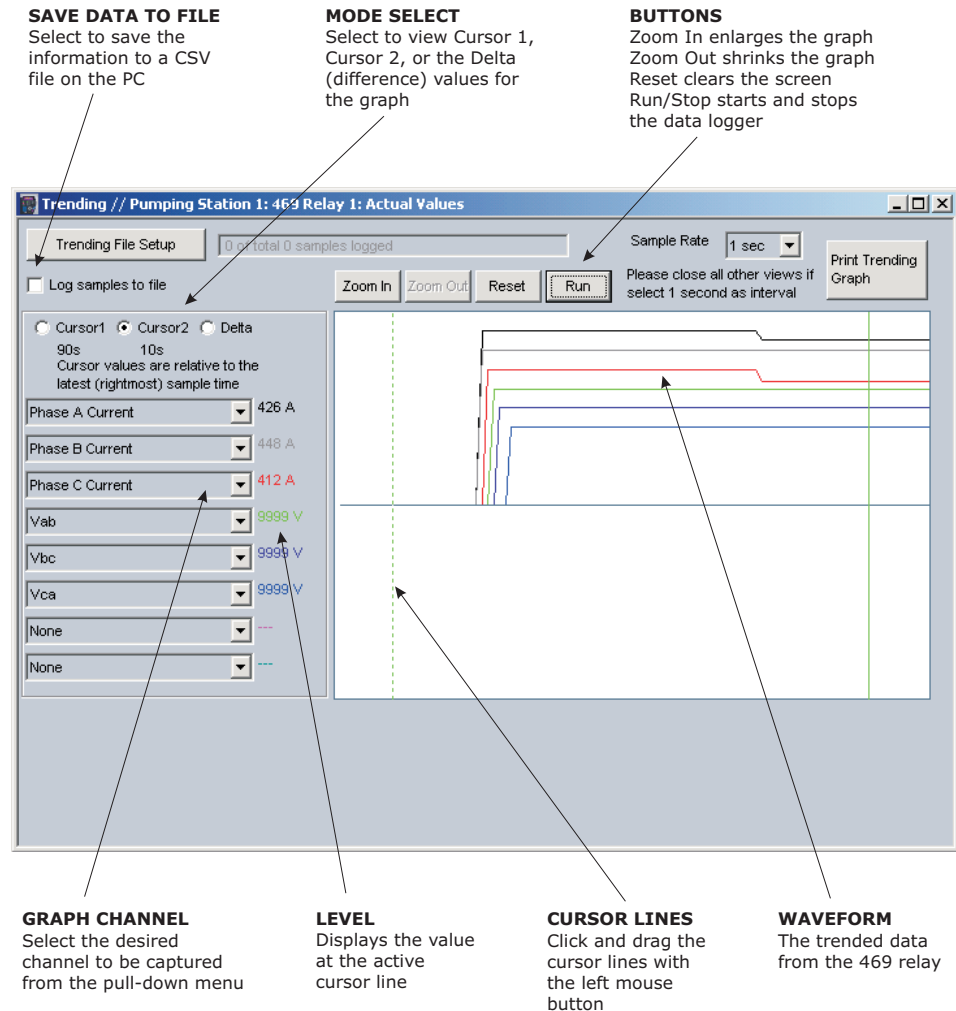 SAVE DATA TO FILE
Select to save the
information to a CSV
file on the PC
MODE SELECT
Select to view Cursor 1,
Cursor 2, or the Delta
(difference) values for
the graph
BUTTONS
Zoom In enlarges the graph
Zoom Out shrinks the graph
Reset clears the screen
Run/Stop starts and stops
the data logger
Trending // Pumping Station 1: 469 Relay 1: Actual Values
Trending File Setup
0 of total 0 samples logged
Sample Rate
1 sec
Print Trending
Graph
Log samples to file
Zoom In
Zoom Out
Reset
Run
Please close all other views if
select 1 second as interval
Cursor1
Cursor2
Delta
90s
10s
Cursor values are relative to the
latest (rightmost) sample time
Phase A Current
426 A
Phase B Current
448 A
Phase C Current
412 A
Vab
9999 V
Vbc
9999 V
Vca
9999 V
None
---
None
---
GRAPH CHANNEL
Select the desired
channel to be captured
from the pull-down menu
LEVEL
Displays the value
at the active
cursor line
CURSOR LINES
Click and drag the
cursor lines with
the left mouse
button
WAVEFORM
The trended data
from the 469 relay